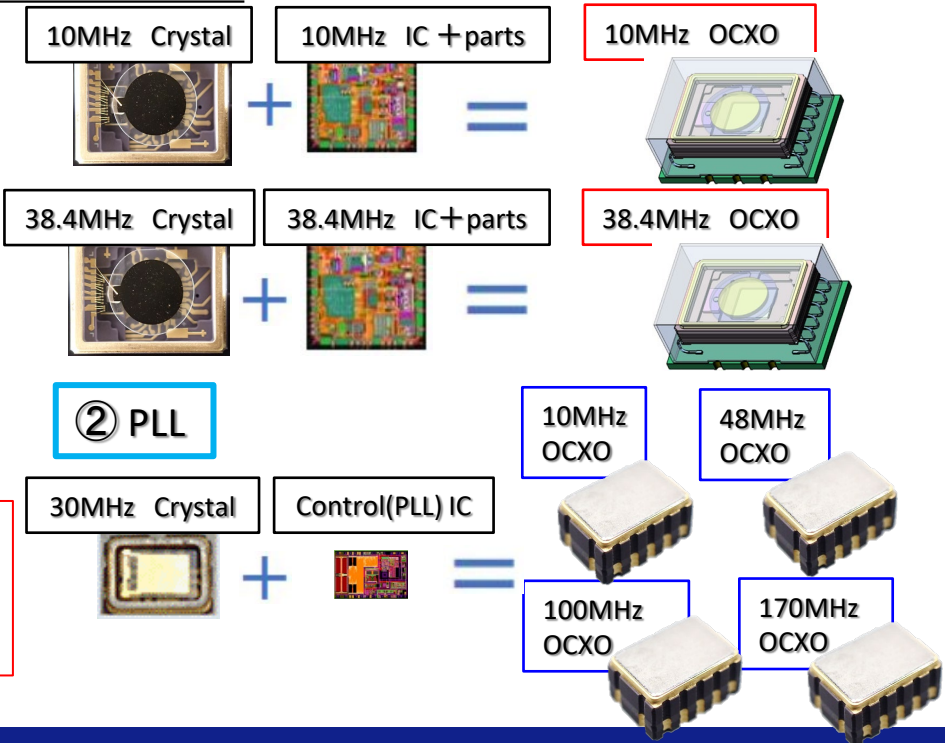 10MHz Crystal
10MHz IC＋parts
10MHz OCXO
38.4MHz Crystal
38.4MHz IC＋parts
38.4MHz OCXO
② PLL
10MHz
OCXO
48MHz
OCXO
30MHz Crystal
Control(PLL) IC
100MHz
OCXO
170MHz
OCXO